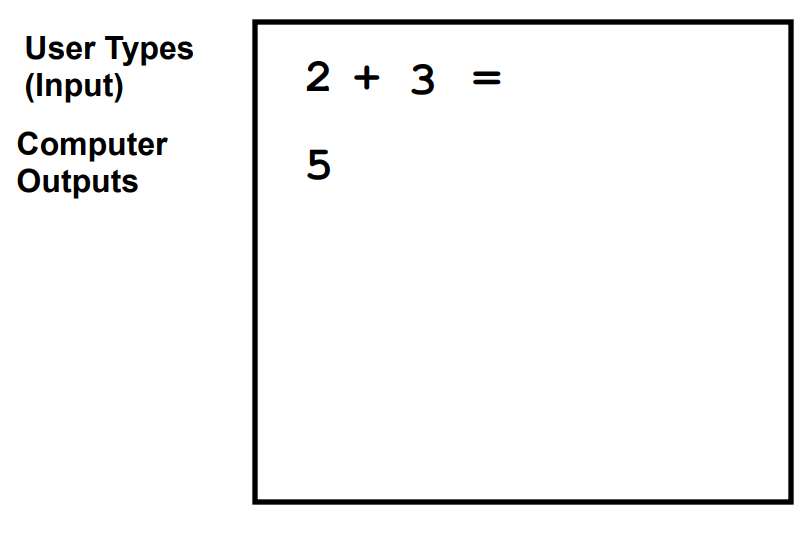 User Types
(Input)
2 + 3 =
Computer
Outputs
5